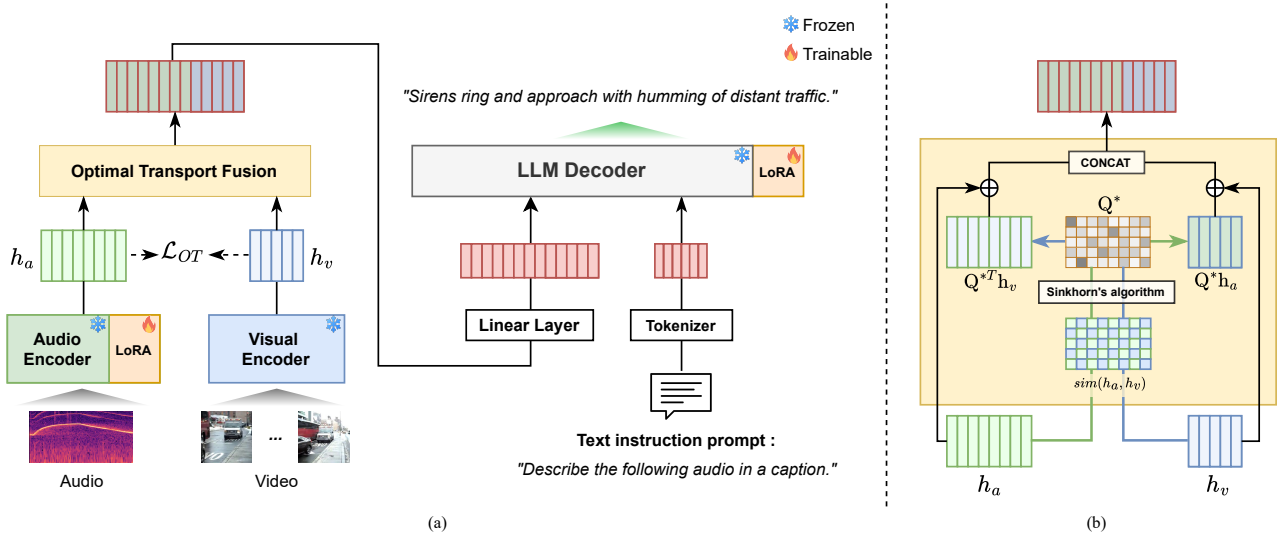 Frozen
Trainable
"Sirens ring and approach with humming of distant traffic."
Optimal Transport Fusion
LLM Decoder
LoRA
h_a
\mathcal{L}_{OT}
h_v
Audio
Encoder
LoRA
Visual
Encoder
Linear Layer
Tokenizer
...
Audio
Video
Text instruction prompt :
"Describe the following audio in a caption."
(a)
CONCAT
Q*
Q*^T h_v
Q* h_a
Sinkhorn's algorithm
sim(h_a, h_v)
h_a
h_v
(b)